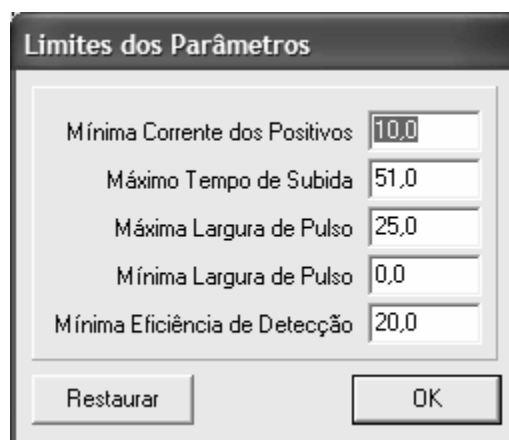 Limites dos Parâmetros
Mínima Corrente dos Positivos 10,0
Máximo Tempo de Subida 51,0
Máxima Largura de Pulso 25,0
Mínima Largura de Pulso 0,0
Mínima Eficiência de Detecção 20,0
Restaurar OK